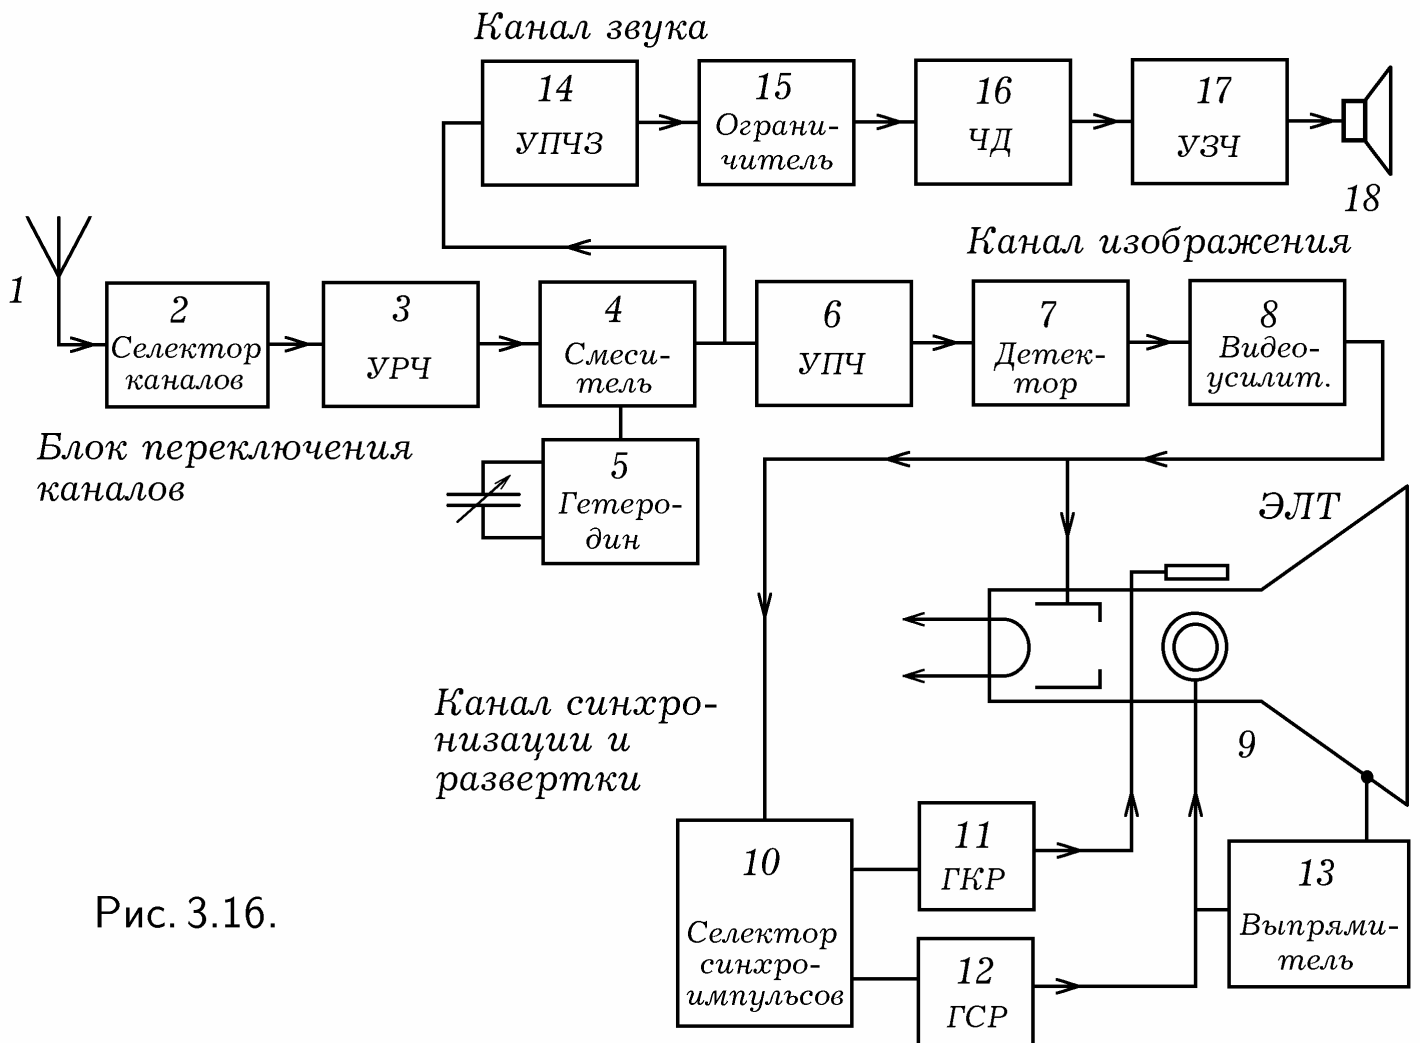 Канал звука
14
УПЧЗ
15
Ограни-
читель
16
ЧД
17
УЗЧ
18
Канал изображения
1
2
Селектор
каналов
3
УРЧ
4
Смеси-
тель
6
УПЧ
7
Детек-
тор
8
Видео-
усилит.
Блок переключения
каналов
5
Гетеро-
дин
ЭЛТ
9
Канал синхро-
низации и
развертки
10
Селектор
синхро-
импульсов
11
ГКР
12
ГСР
13
Выпрями-
тель
Рис. 3.16.